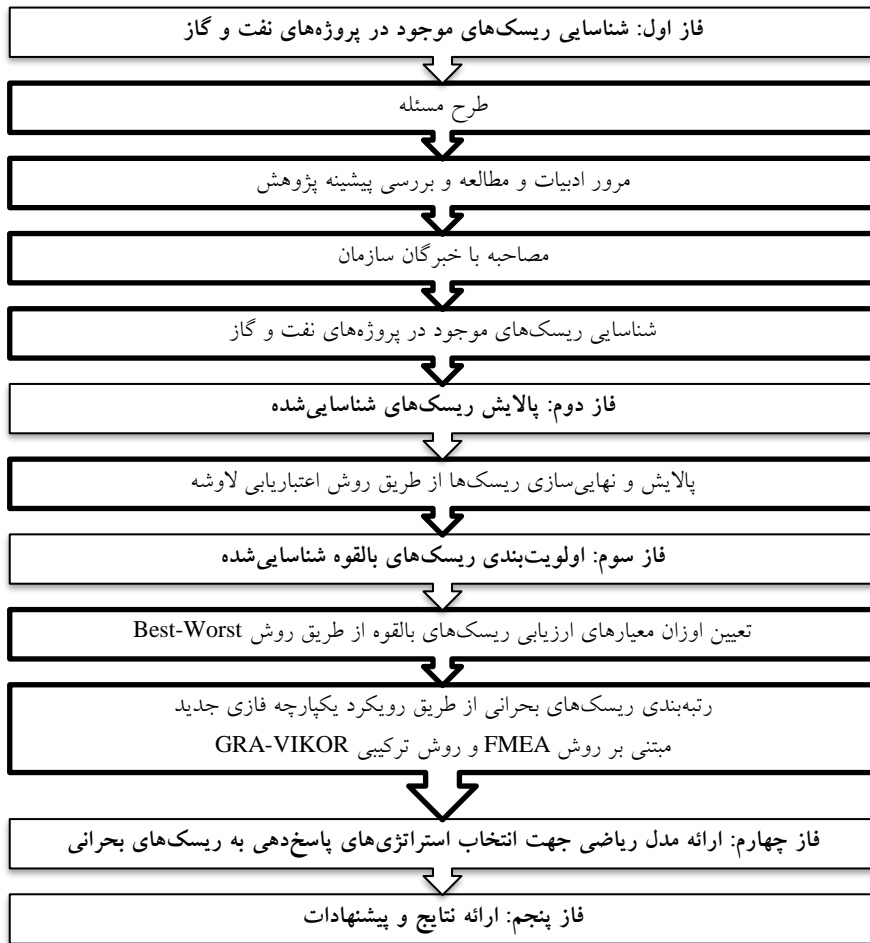 فاز اول: شناسایی ریسک‌های موجود در پروژه‌های نفت و گاز
طرح مسئله
مرور ادبیات و مطالعه و بررسی پیشینه پژوهش
مصاحبه با خبرگان سازمان
شناسایی ریسک‌های موجود در پروژه‌های نفت و گاز
فاز دوم: پالایش ریسک‌های شناسایی‌شده
پالایش و نهایی‌سازی ریسک‌ها از طریق روش اعتباریابی لاوشه
فاز سوم: اولویت‌بندی ریسک‌های بالقوه شناسایی‌شده
تعیین اوزان معیارهای ارزیابی ریسک‌های بالقوه از طریق روش Best-Worst
رتبه‌بندی ریسک‌های بحرانی از طریق رویکرد یکپارچه فازی جدید
مبتنی بر روش FMEA و روش ترکیبی GRA-VIKOR
فاز چهارم: ارائه مدل ریاضی جهت انتخاب استراتژی‌های پاسخ‌دهی به ریسک‌های بحرانی
فاز پنجم: ارائه نتایج و پیشنهادات